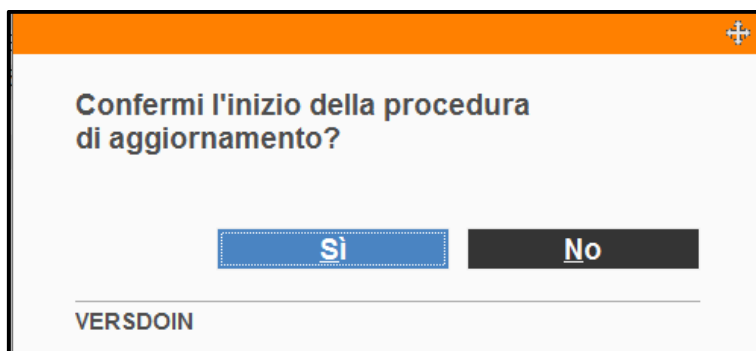 Confermi l'inizio della procedura
di aggiornamento?
Sì No
VERSDOIN